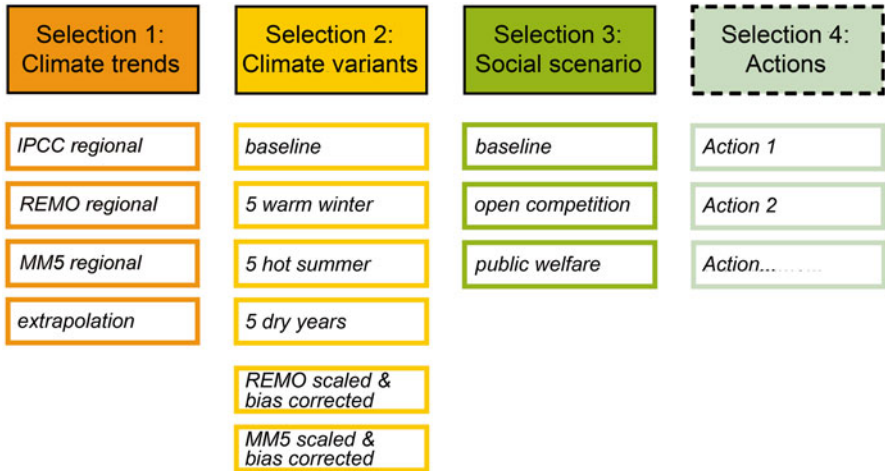 Selection 1:
Climate trends
Selection 2:
Climate variants
Selection 3:
Social scenario
Selection 4:
Actions
IPCC regional
REMO regional
MM5 regional
extrapolation
baseline
5 warm winter
5 hot summer
5 dry years
REMO scaled &
bias corrected
MM5 scaled &
bias corrected
baseline
open competition
public welfare
Action 1
Action 2
Action.........